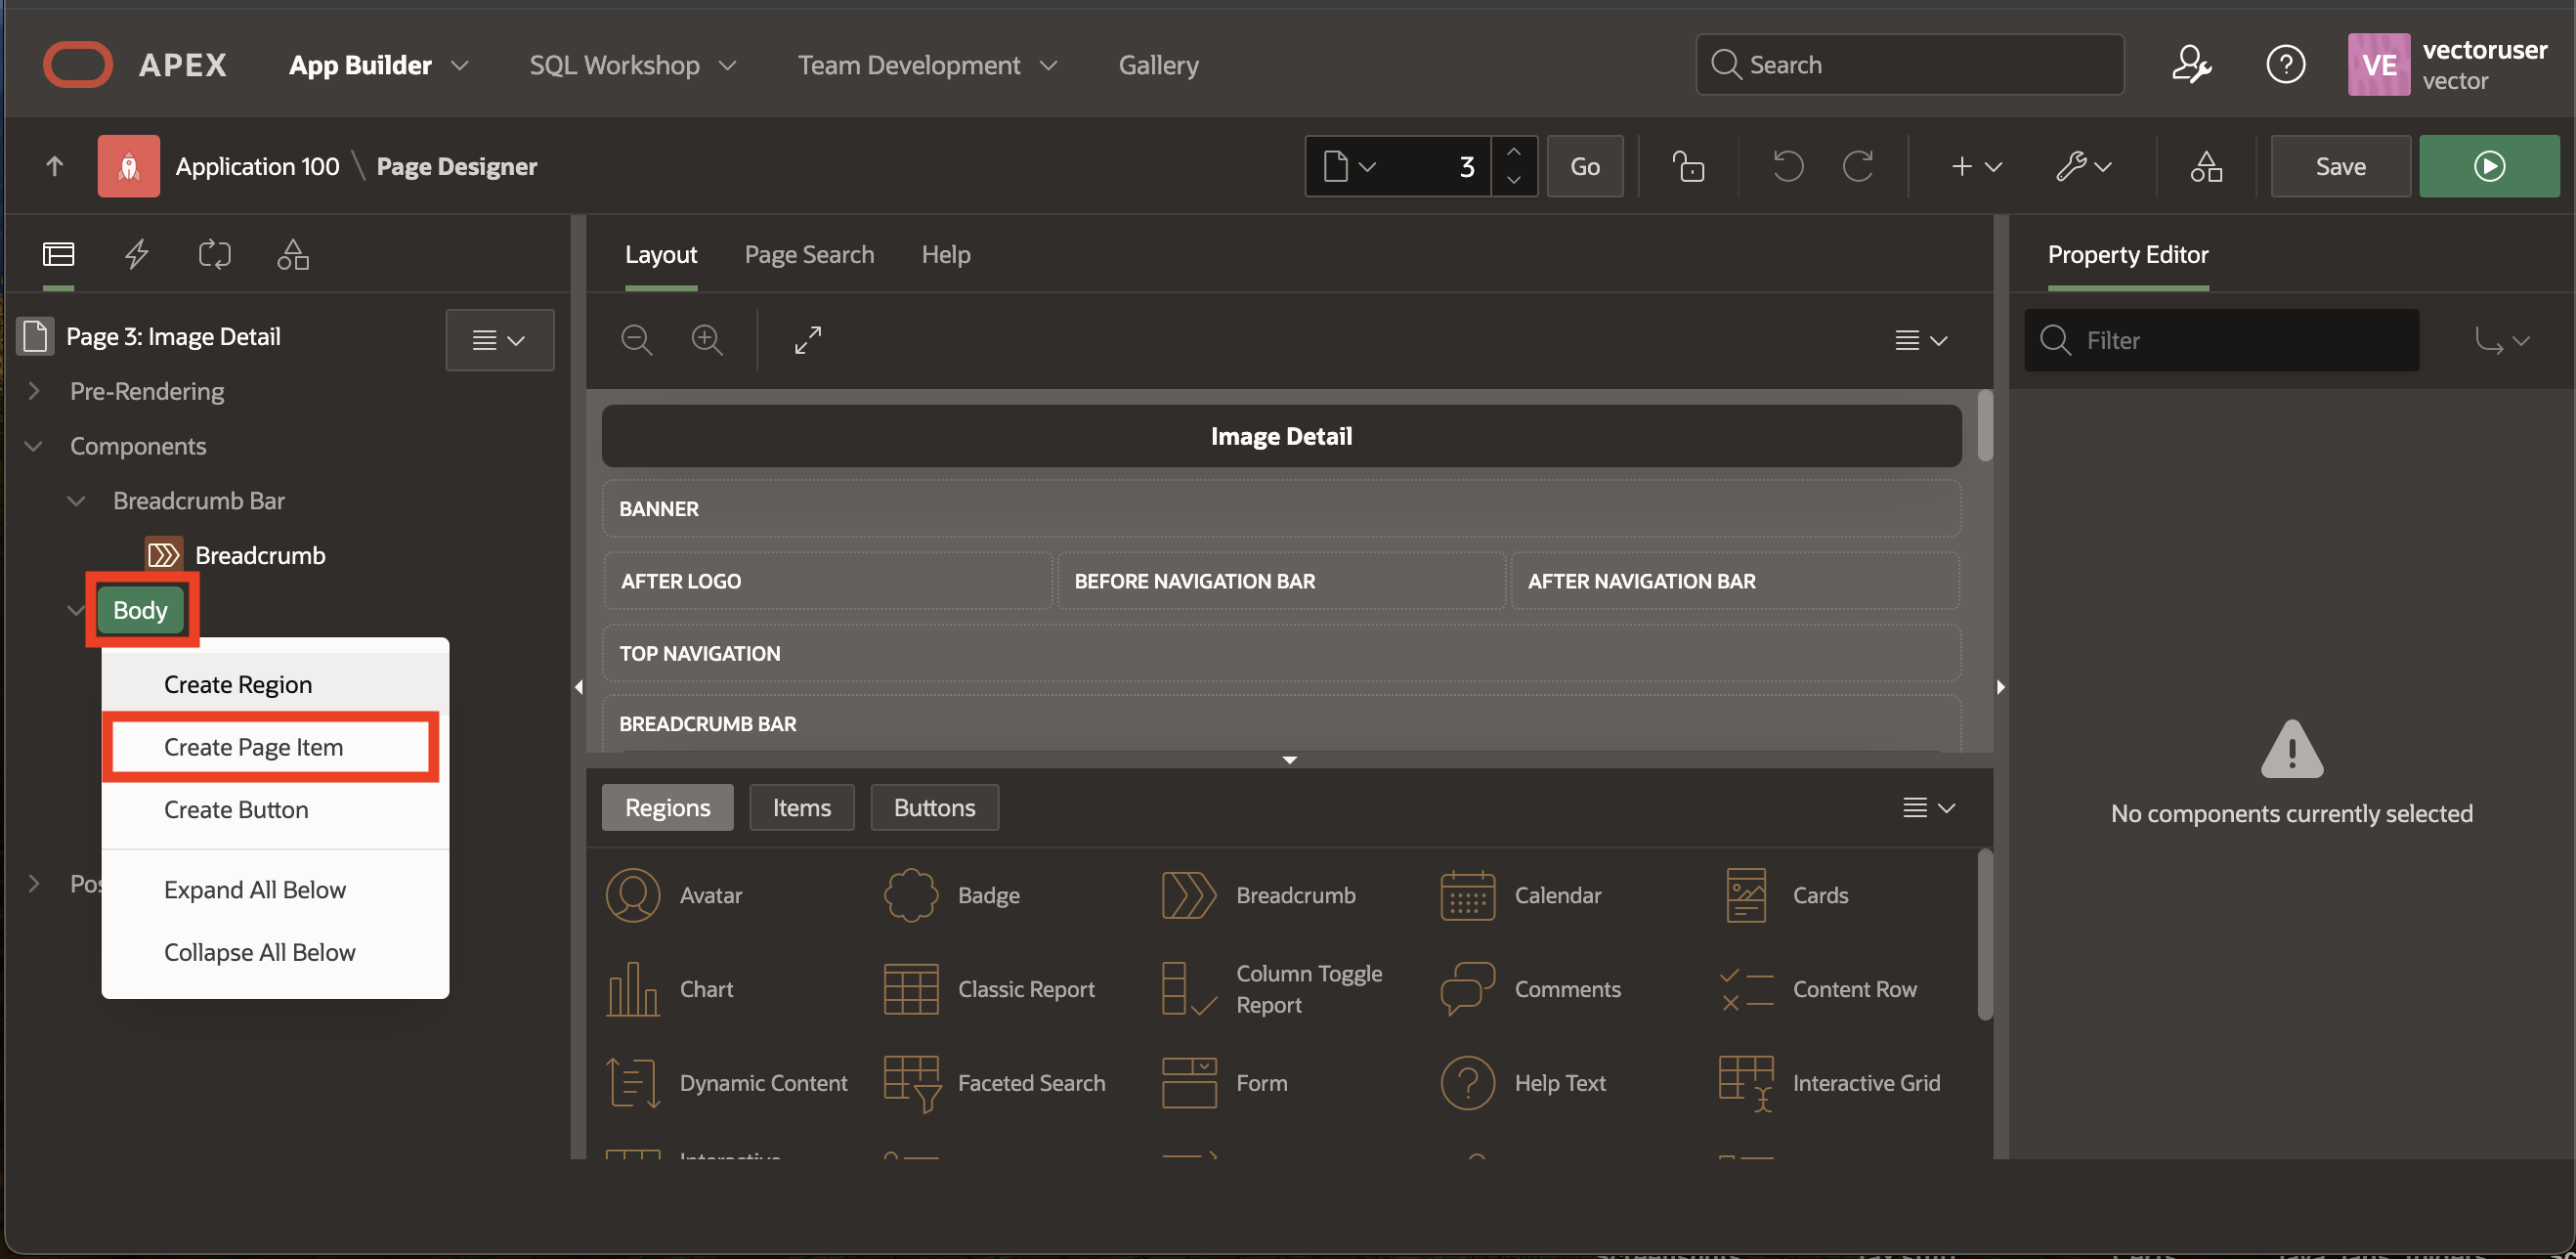 APEX
App Builder
SQL Workshop
Team Development
Gallery
Search
VE
vectoruser
vector
Application 100 \ Page Designer
3
Go
Save
Page 3: Image Detail
Pre-Rendering
Components
Breadcrumb Bar
Breadcrumb
Body
Create Region
Create Page Item
Create Button
Expand All Below
Collapse All Below
Pos
Layout
Page Search
Help
Image Detail
BANNER
AFTER LOGO
BEFORE NAVIGATION BAR
AFTER NAVIGATION BAR
TOP NAVIGATION
BREADCRUMB BAR
Regions
Items
Buttons
Avatar
Badge
Breadcrumb
Calendar
Cards
Chart
Classic Report
Column Toggle
Report
Comments
Content Row
Dynamic Content
Faceted Search
Form
Help Text
Interactive Grid
Interactive
Property Editor
Filter
No components currently selected